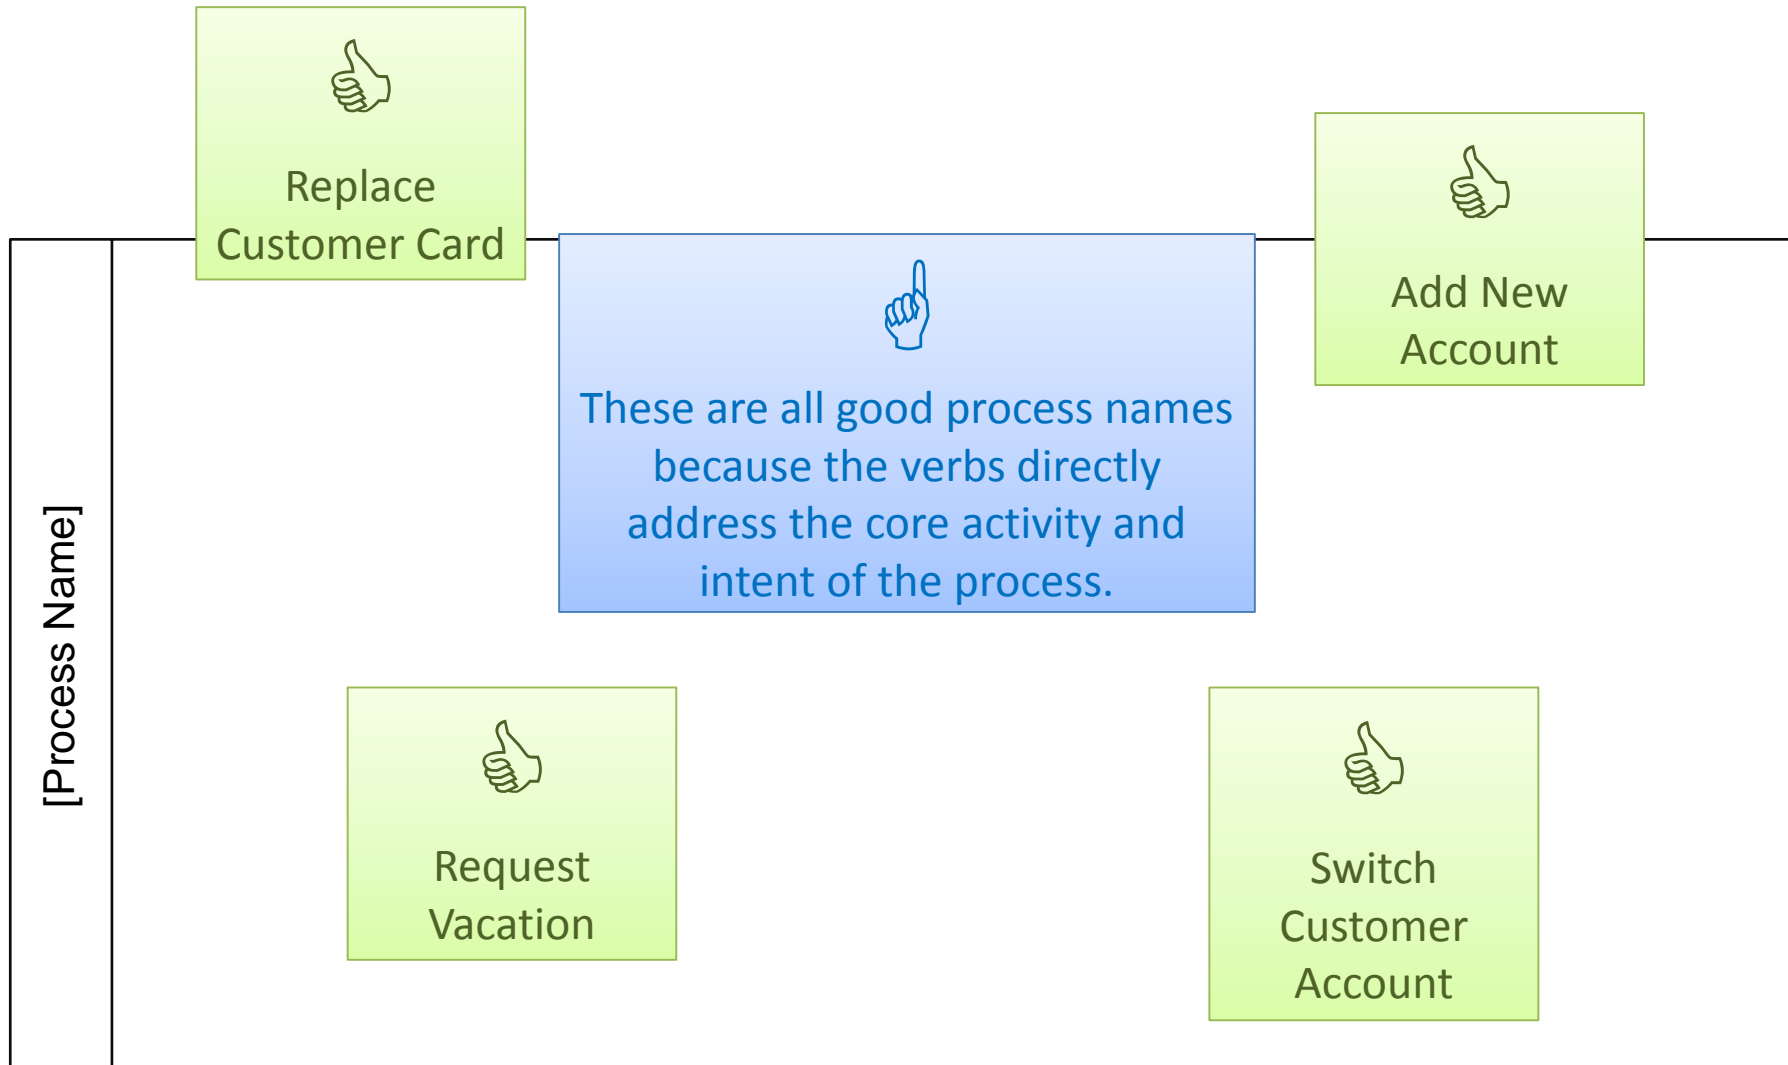 Replace
Customer Card
Add New
Account
These are all good process names
because the verbs directly
address the core activity and
intent of the process.
[Process Name]
Request
Vacation
Switch
Customer
Account